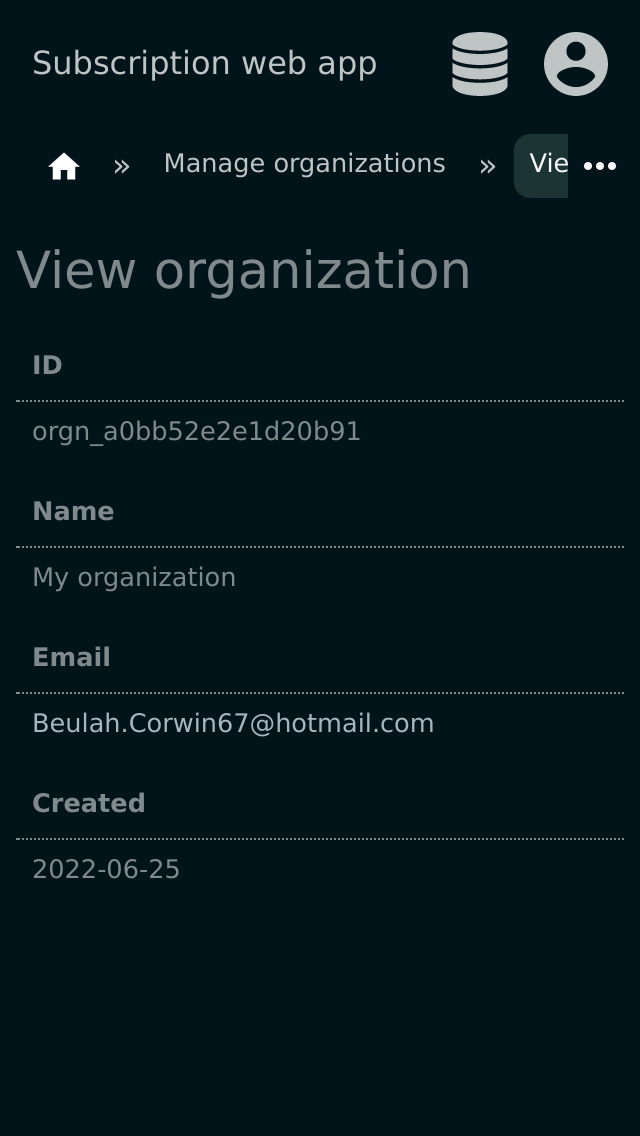 Subscription web app
» Manage organizations » Vie
View organization
ID
orgn_a0bb52e2e1d20b91
Name
My organization
Email
Beulah.Corwin67@hotmail.com
Created
2022-06-25